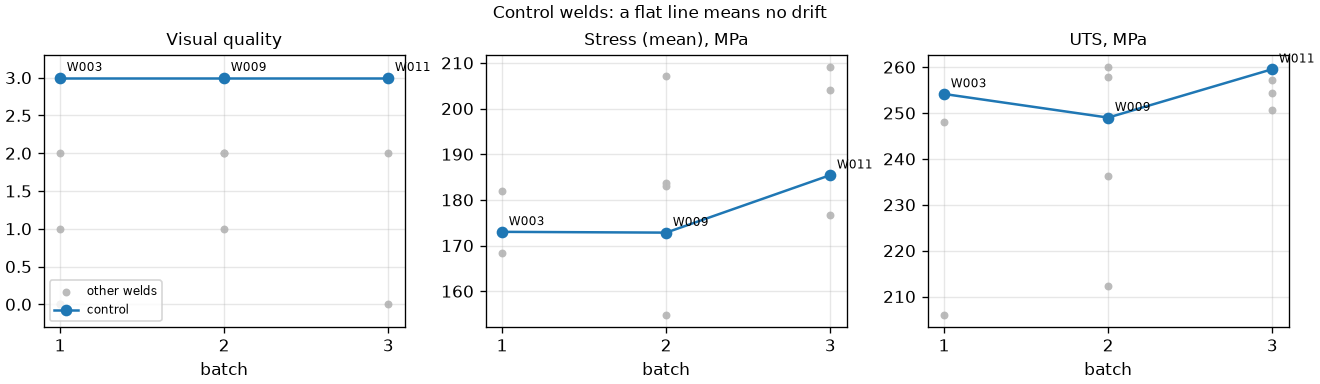 Control welds: a flat line means no drift
Visual quality
3.0
2.5
2.0
1.5
1.0
0.5
0.0
W003
W009
W011
other welds
control
1
2
3
batch
Stress (mean), MPa
210
200
190
180
170
160
W003
W009
W011
1
2
3
batch
UTS, MPa
260
250
240
230
220
210
W003
W009
W011
1
2
3
batch